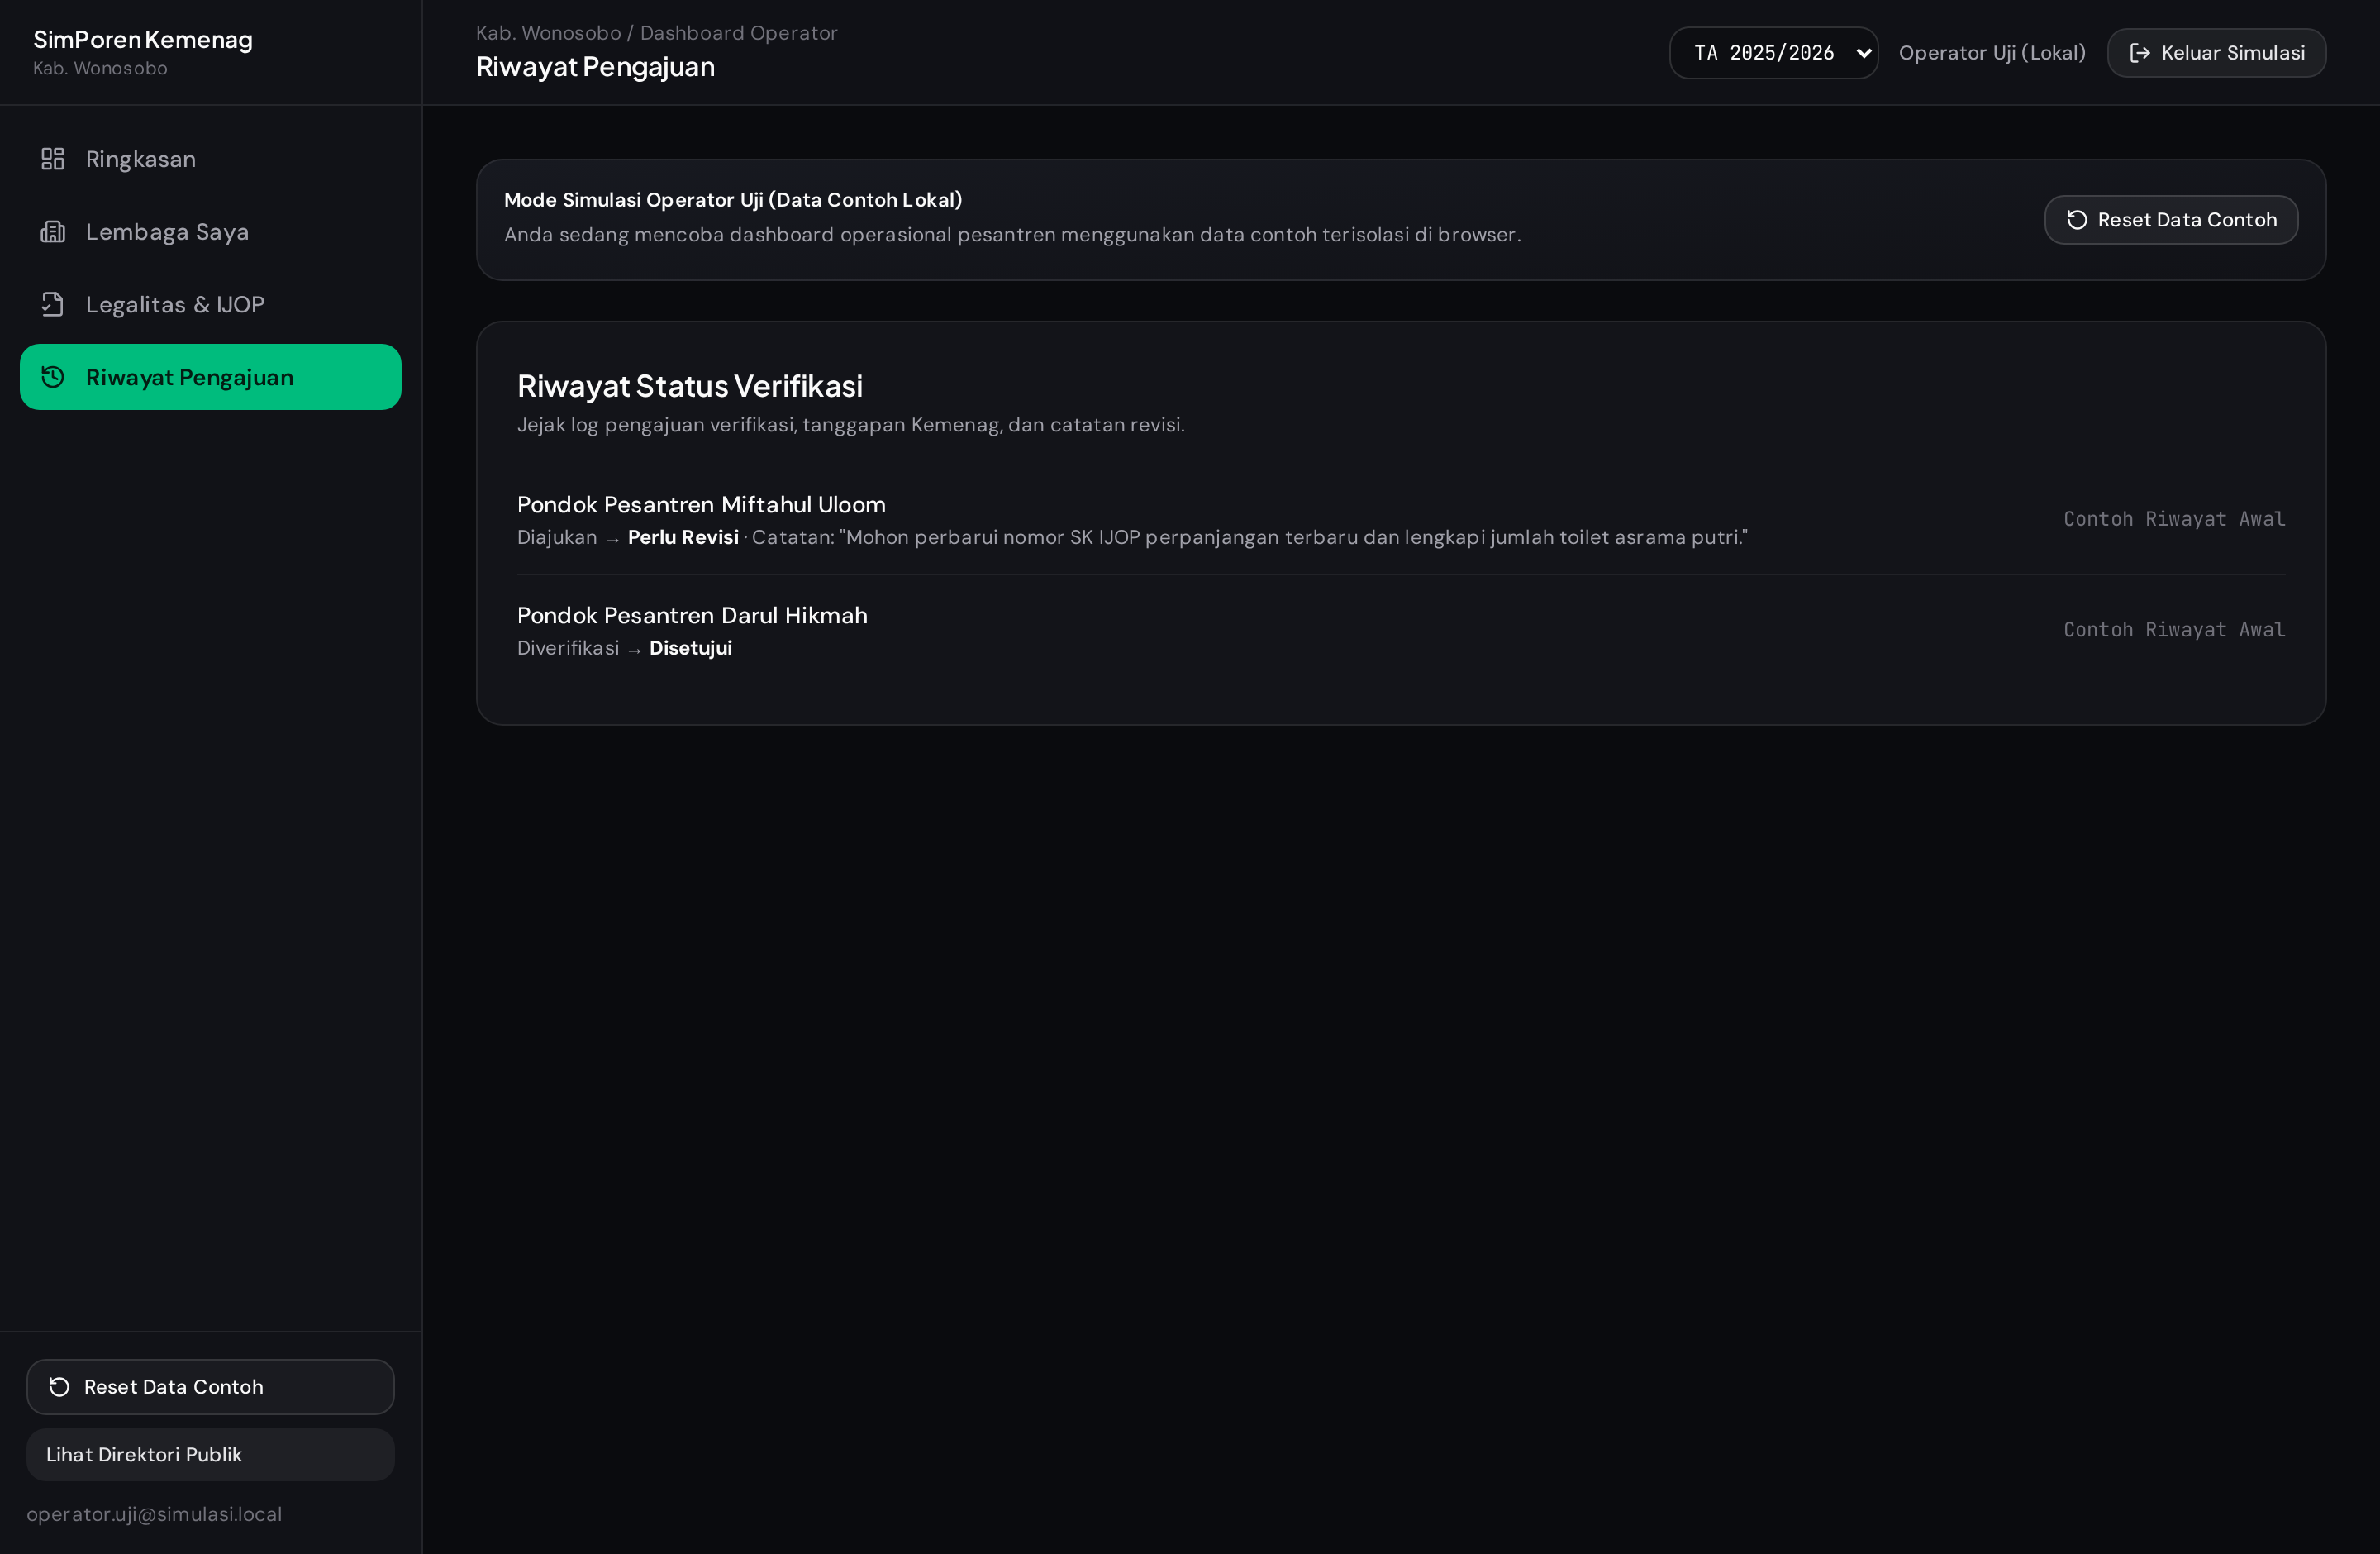 SimPoren Kemenag
Kab. Wonosobo
Ringkasan
Lembaga Saya
Legalitas & IJOP
Riwayat Pengajuan
Reset Data Contoh
Lihat Direktori Publik
operator.uji@simulasi.local
Kab. Wonosobo / Dashboard Operator
Riwayat Pengajuan
TA 2025/2026
Operator Uji (Lokal)
Keluar Simulasi
Mode Simulasi Operator Uji (Data Contoh Lokal)
Anda sedang mencoba dashboard operasional pesantren menggunakan data contoh terisolasi di browser.
Reset Data Contoh
Riwayat Status Verifikasi
Jejak log pengajuan verifikasi, tanggapan Kemenag, dan catatan revisi.
Pondok Pesantren Miftahul Uloom
Diajukan → Perlu Revisi · Catatan: "Mohon perbarui nomor SK IJOP perpanjangan terbaru dan lengkapi jumlah toilet asrama putri."
Contoh Riwayat Awal
Pondok Pesantren Darul Hikmah
Diverifikasi → Disetujui
Contoh Riwayat Awal